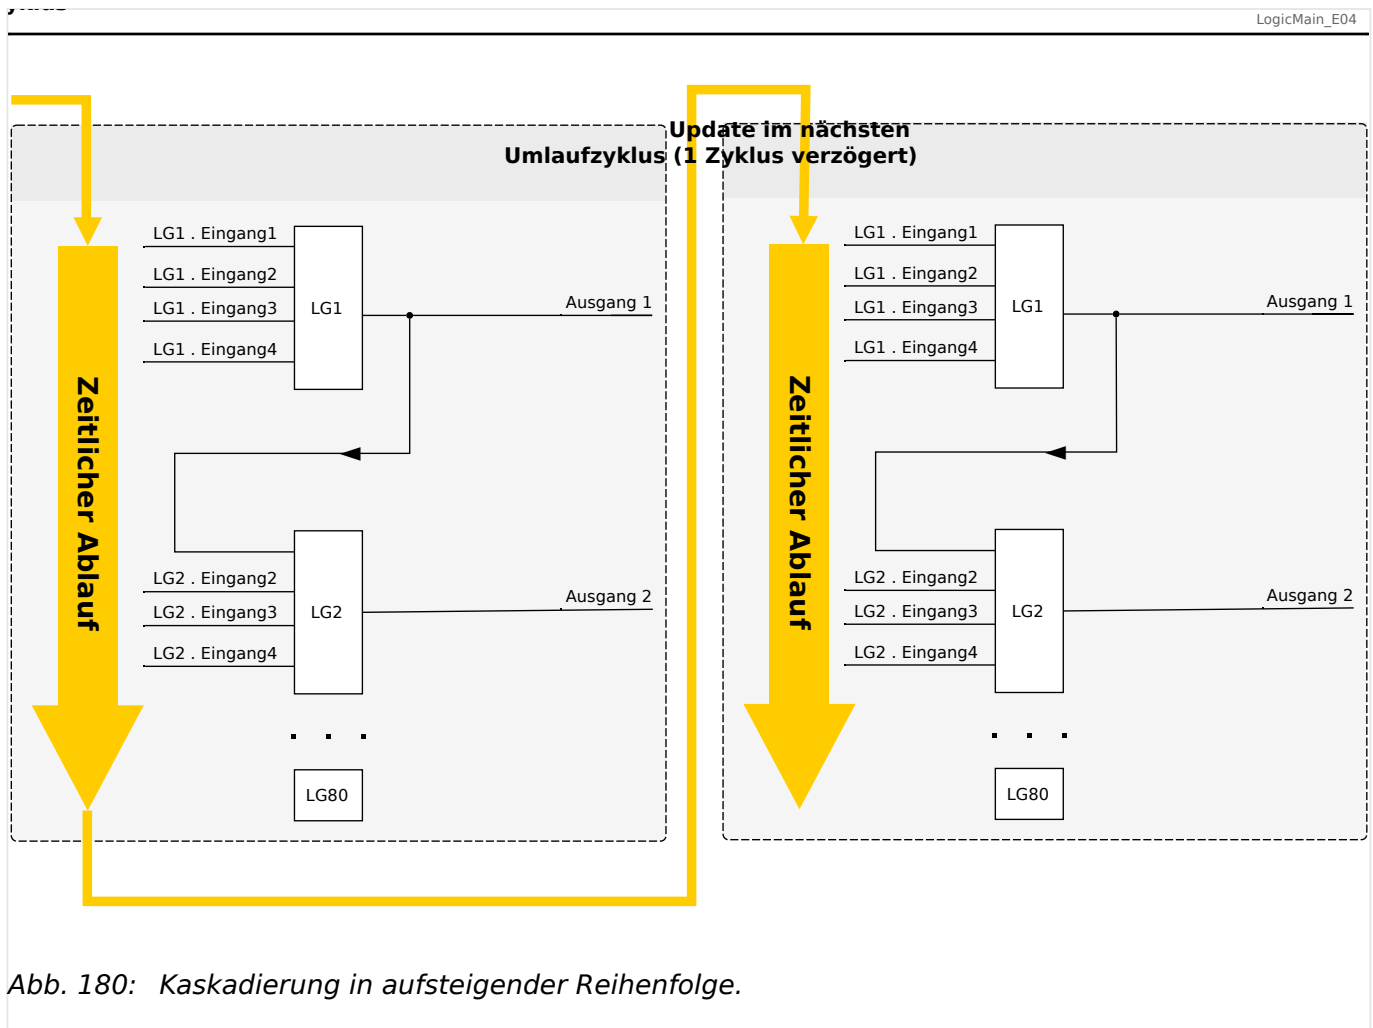 LogicMain_E04
Update im nächsten
Umlaufzyklus (1 Zyklus verzögert)
Zeitlicher Ablauf
LG1 . Eingang1
LG1 . Eingang2
LG1 . Eingang3
LG1 . Eingang4
LG1
Ausgang 1
LG2 . Eingang2
LG2 . Eingang3
LG2 . Eingang4
LG2
Ausgang 2
LG80
Zeitlicher Ablauf
LG1 . Eingang1
LG1 . Eingang2
LG1 . Eingang3
LG1 . Eingang4
LG1
Ausgang 1
LG2 . Eingang2
LG2 . Eingang3
LG2 . Eingang4
LG2
Ausgang 2
LG80
Abb. 180: Kaskadierung in aufsteigender Reihenfolge.